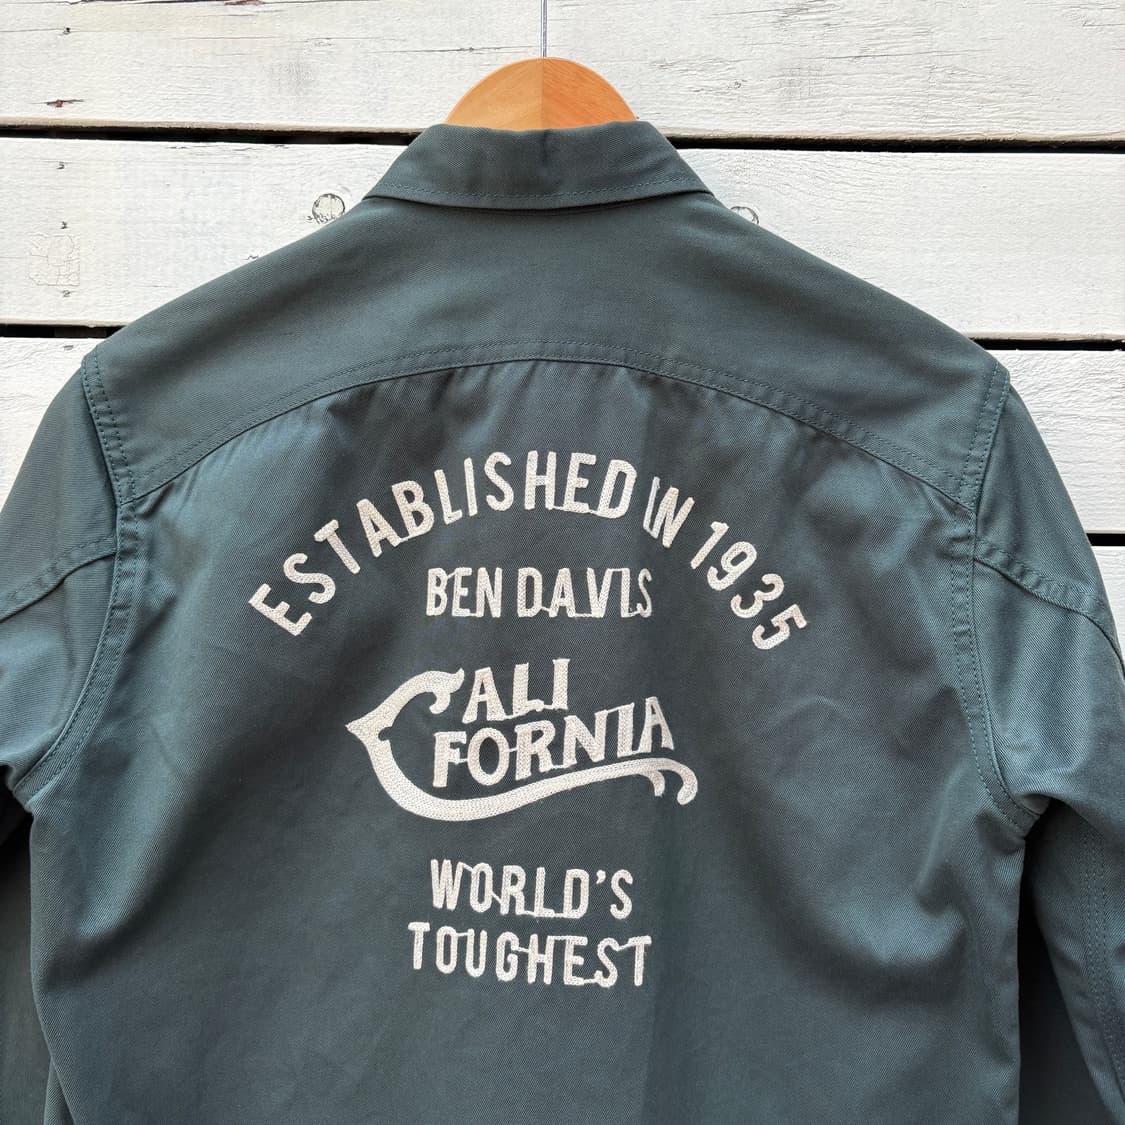 ESTABLISHED IN 1935
BEN DAVIS
CALI
FORNIA
WORLD'S
TOUGHEST